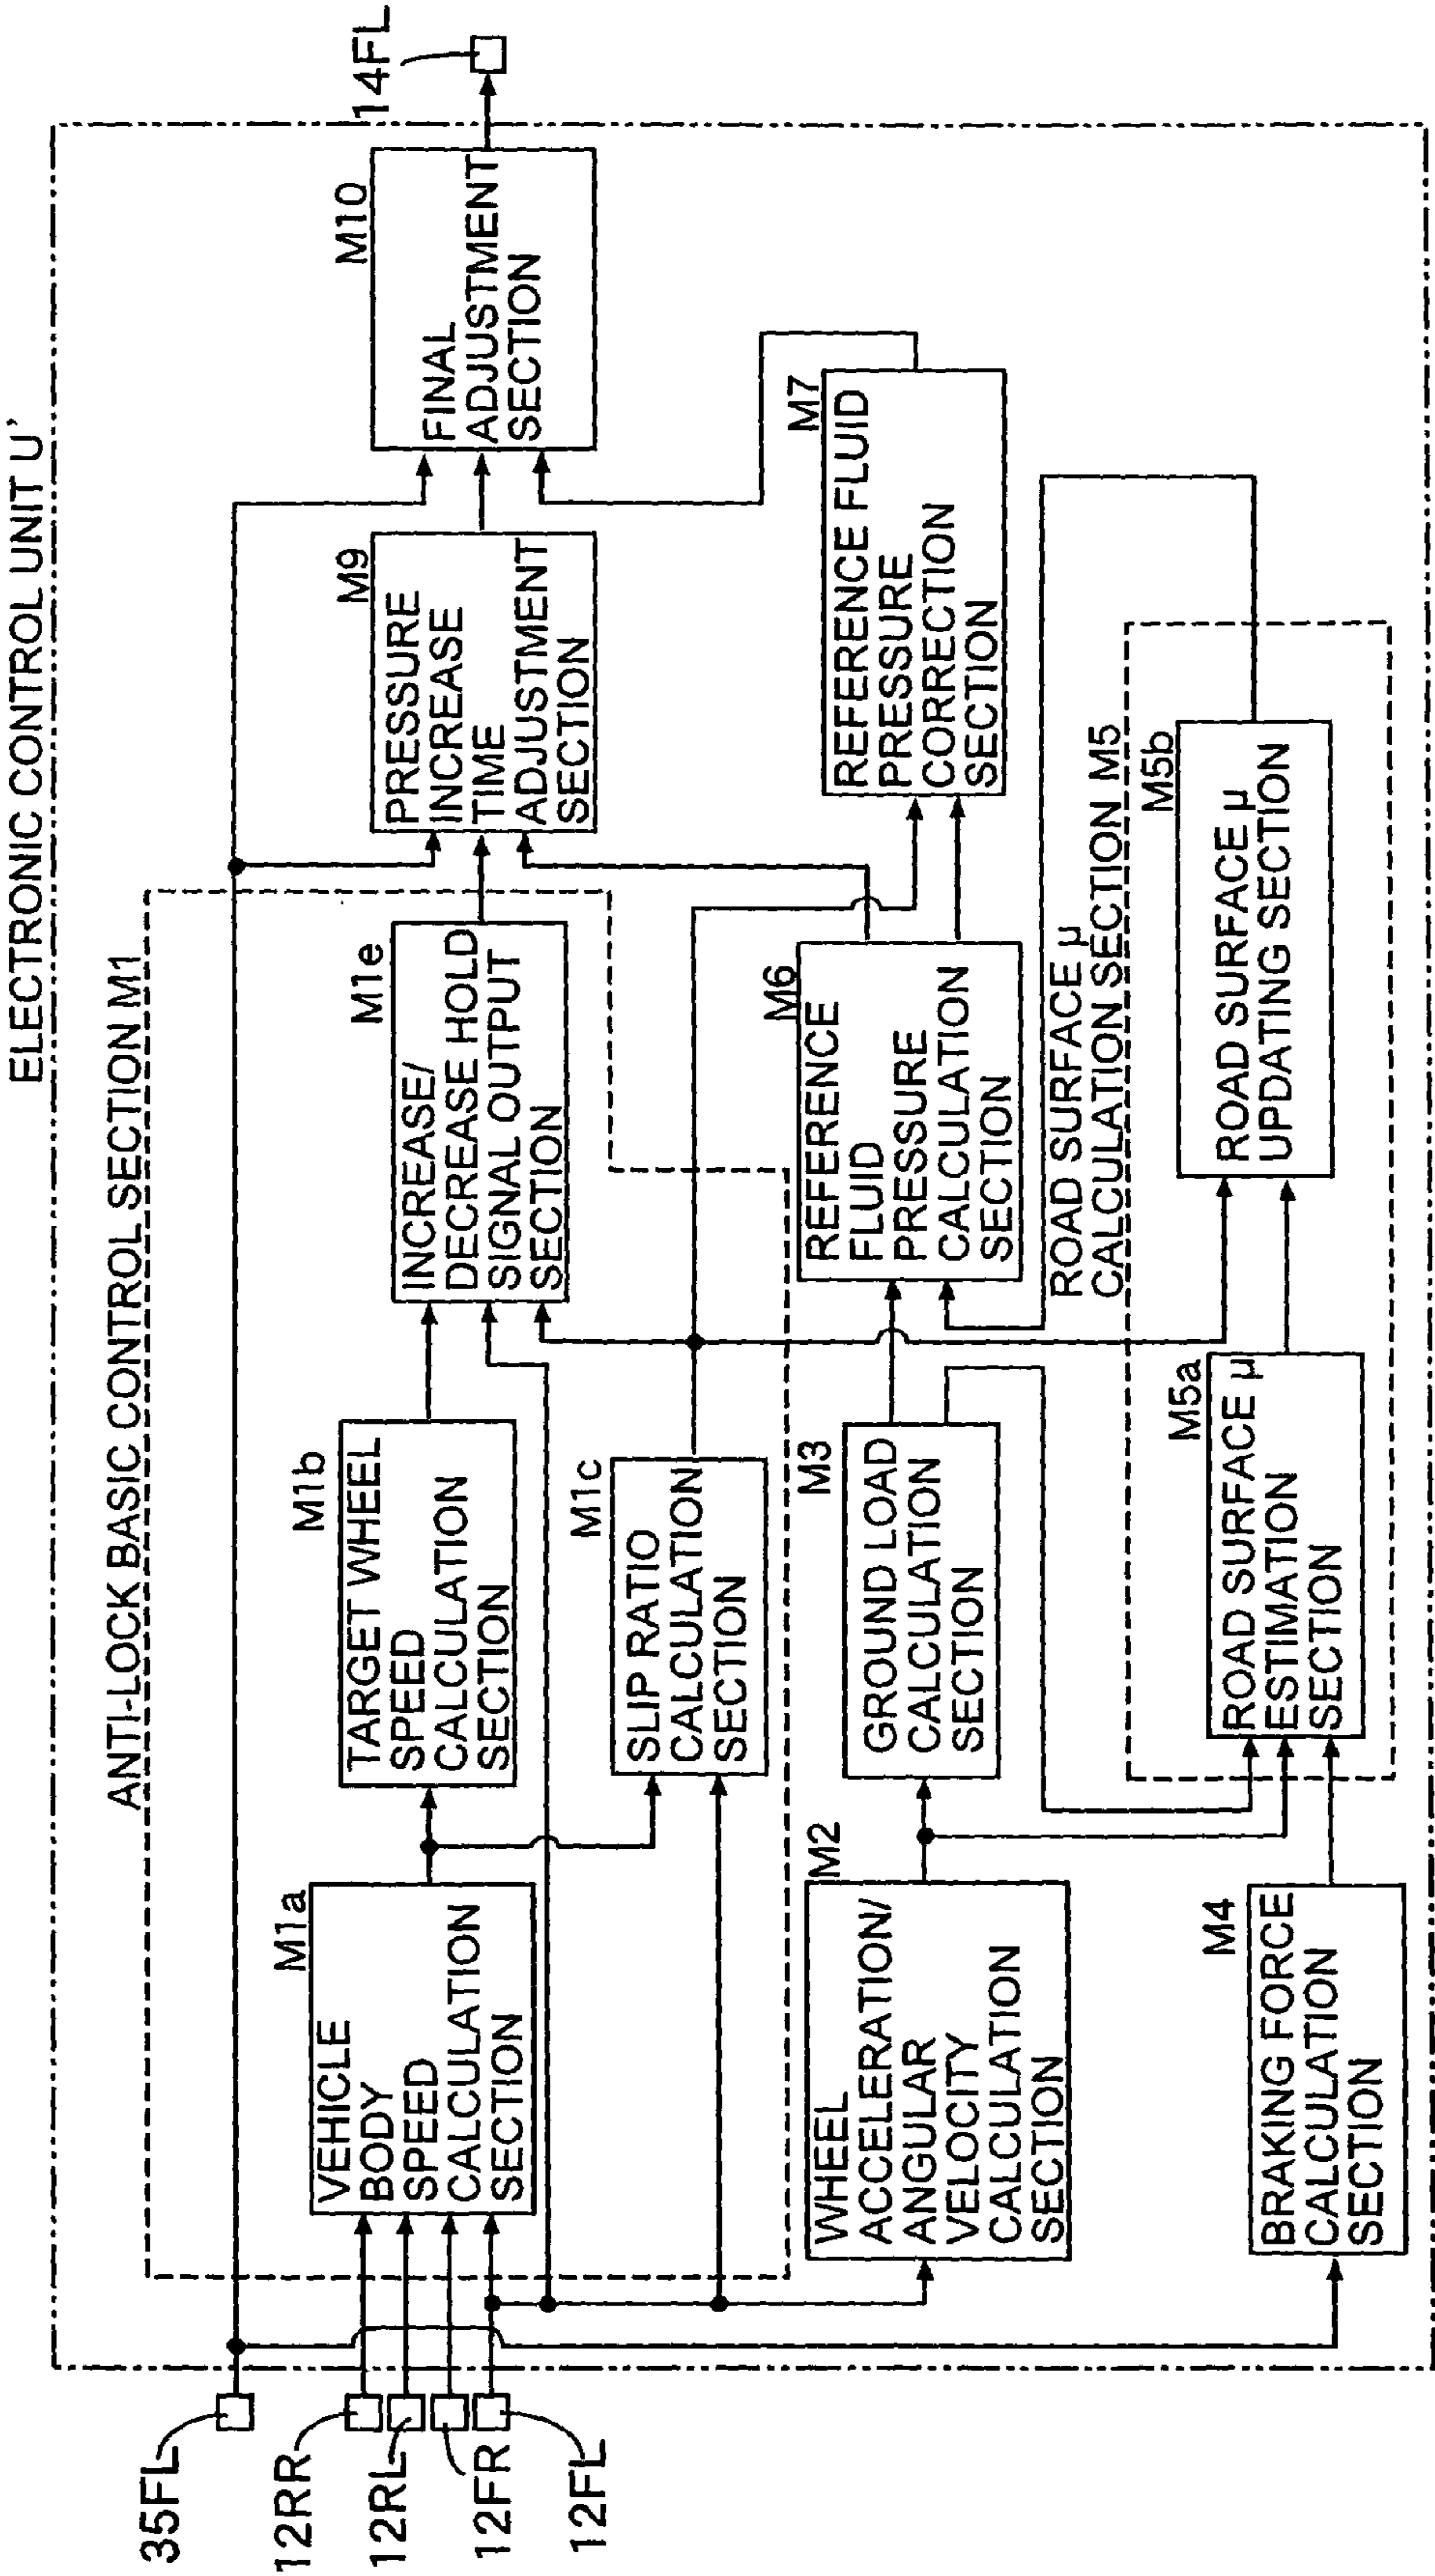 ELECTRONIC CONTROL UNIT U'
ANTI-LOCK BASIC CONTROL SECTION M1
35FL
12RR
12RL
12FR
12FL
M1a
VEHICLE
BODY
SPEED
CALCULATION
SECTION
M1b
TARGET WHEEL
SPEED
CALCULATION
SECTION
M1c
SLIP RATIO
CALCULATION
SECTION
M1e
INCREASE/
DECREASE HOLD
SIGNAL OUTPUT
SECTION
M9
PRESSURE
INCREASE
TIME
ADJUSTMENT
SECTION
M10
FINAL
ADJUSTMENT
SECTION
14FL
M2
WHEEL
ACCELERATION/
ANGULAR
VELOCITY
CALCULATION
SECTION
M3
GROUND LOAD
CALCULATION
SECTION
M6
REFERENCE
FLUID
PRESSURE
CALCULATION
SECTION
M7
REFERENCE FLUID
PRESSURE
CORRECTION
SECTION
M4
BRAKING FORCE
CALCULATION
SECTION
ROAD SURFACE μ
CALCULATION SECTION M5
M5a
ROAD SURFACE μ
ESTIMATION
SECTION
M5b
ROAD SURFACE μ
UPDATING SECTION